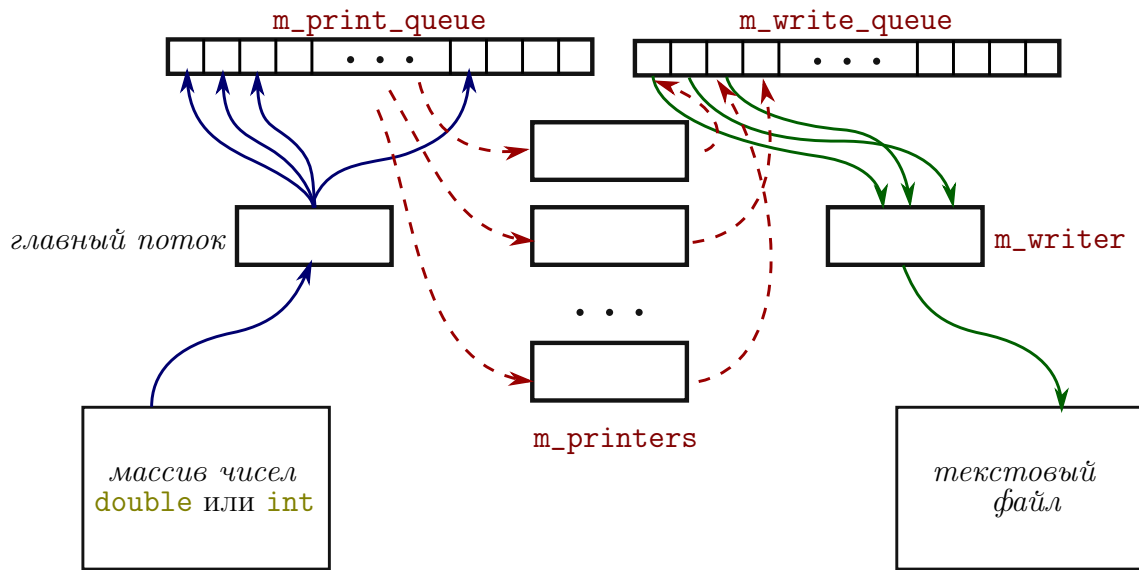 m_print_queue
m_write_queue
главный поток
m_writer
m_printers
массив чисел
double или int
текстовый
файл